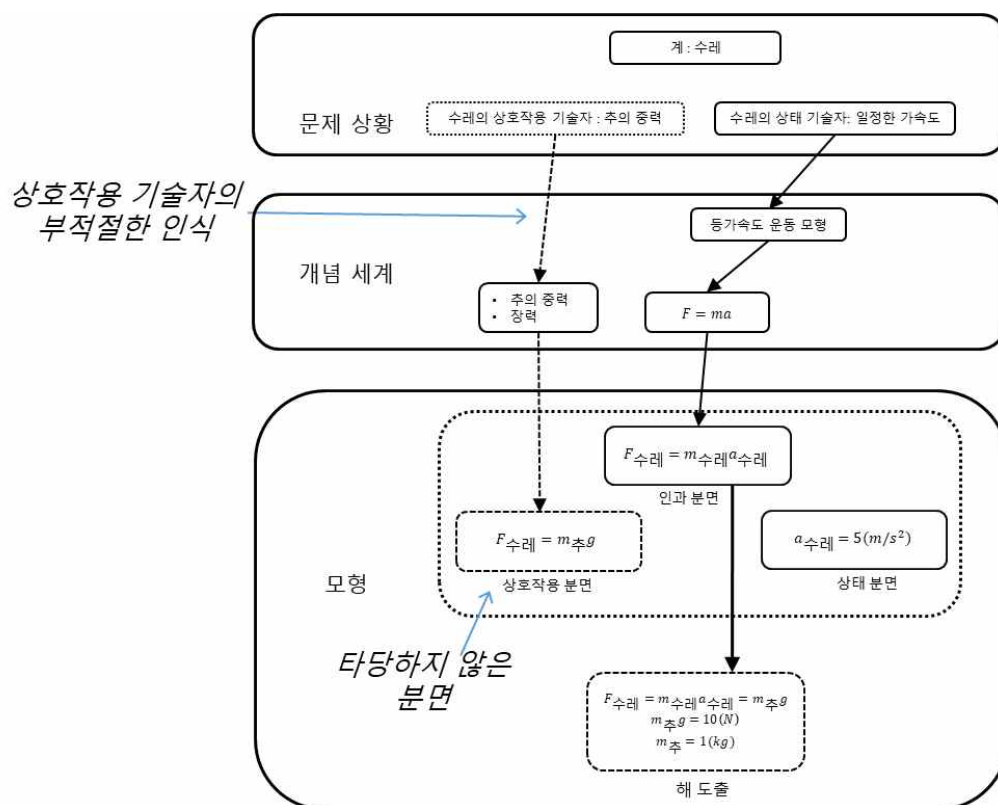 계 : 수레
문제 상황
수레의 상호작용 기술자 : 추의 중력
수레의 상태 기술자: 일정한 가속도
상호작용 기술자의
부적절한 인식
등가속도 운동 모형
개념 세계
▪ 추의 중력
▪ 장력
F = ma
F수레 = m수레a수레
인과 분면
F수레 = m추g
상호작용 분면
a수레 = 5(m/s²)
상태 분면
모형
타당하지 않은
분면
F수레 = m수레a수레 = m추g
m추g = 10(N)
m추 = 1(kg)
해 도출